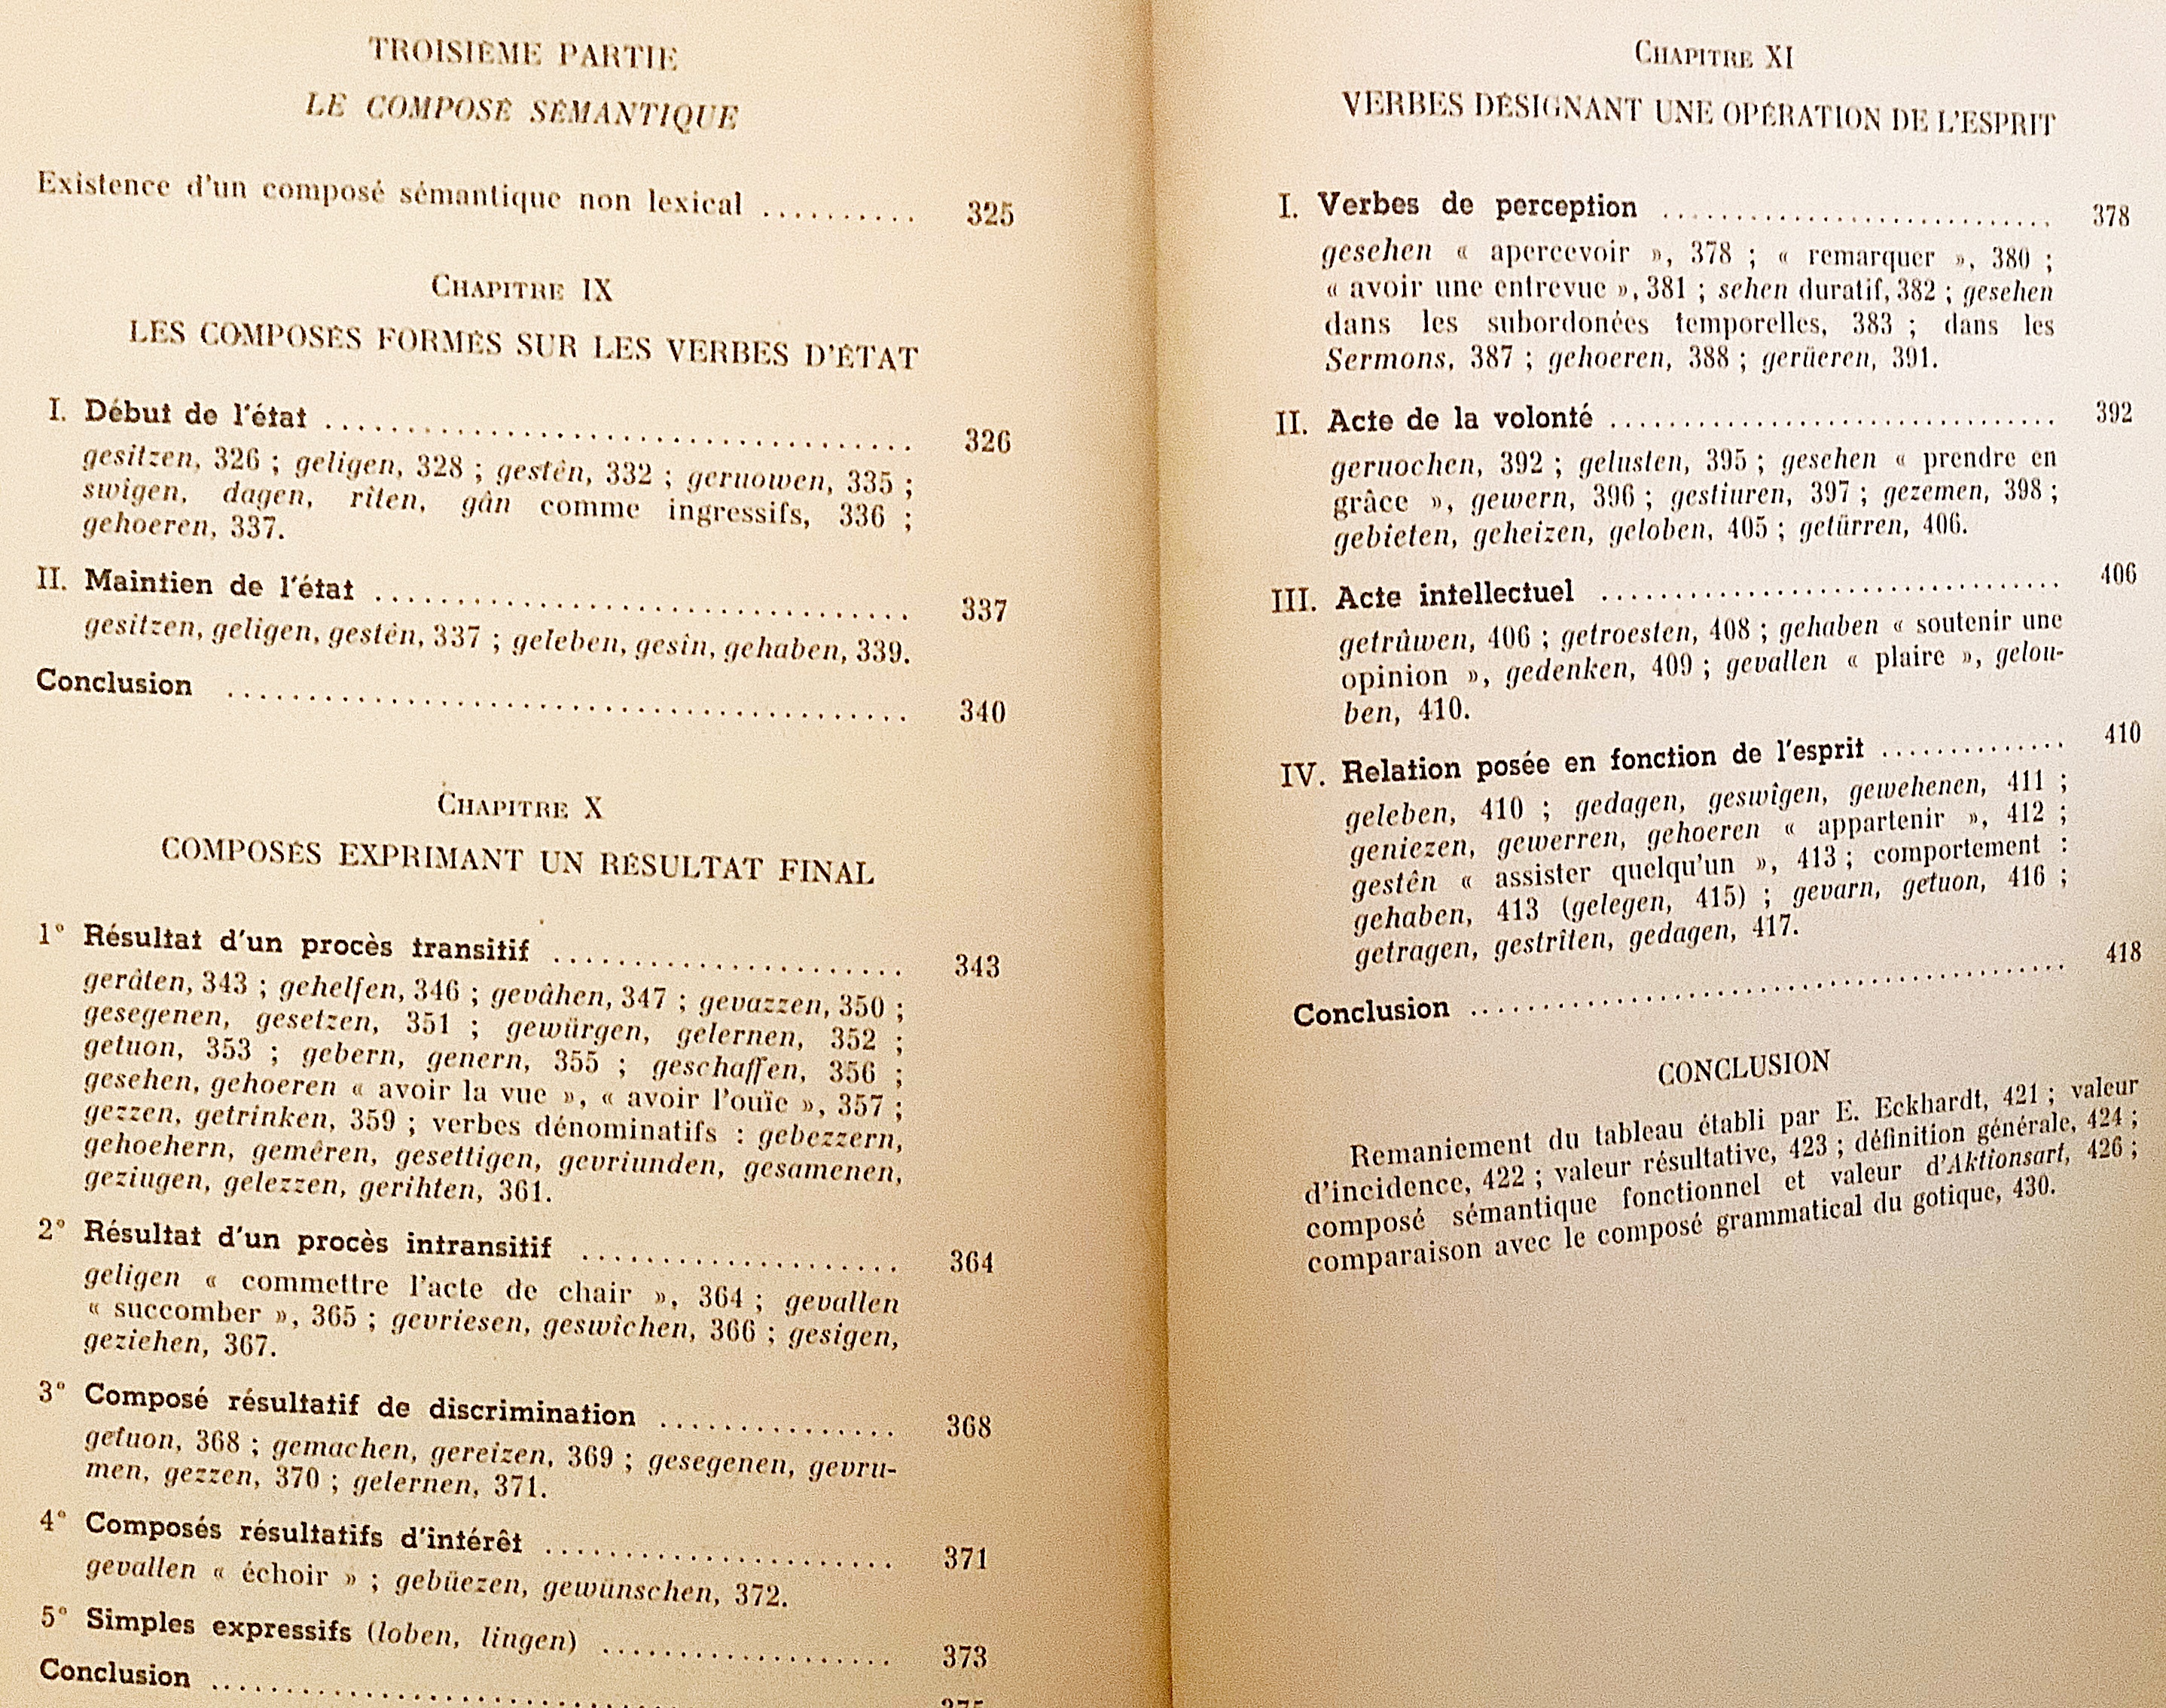 TROISIÈME PARTIE
LE COMPOSÉ SÉMANTIQUE
Existence d'un composé sémantique non lexical .......... 325
CHAPITRE IX
LES COMPOSÉS FORMÉS SUR LES VERBES D'ÉTAT
I. Début de l'état .................................... 326
gesitzen, 326 ; geligen, 328 ; gestên, 332 ; geruowen, 335 ;
swigen, dagen, rîten, gân comme ingressifs, 336 ;
gehoeren, 337.
II. Maintien de l'état ................................. 337
gesitzen, geligen, gestên, 337 ; geleben, gesîn, gehaben, 339.
Conclusion .......................................... 340
CHAPITRE X
COMPOSÉS EXPRIMANT UN RÉSULTAT FINAL
1° Résultat d'un procès transitif ...................... 343
gerâten, 343 ; gehelfen, 346 ; gevâhen, 347 ; gevazzen, 350 ;
gesegenen, gesetzen, 351 ; gewürgen, gelernen, 352 ;
getuon, 353 ; gebern, genern, 355 ; geschaffen, 356 ;
gesehen, gehoeren « avoir la vue », « avoir l'ouïe », 357 ;
gezzen, getrinken, 359 ; verbes dénominatifs : gebezzern,
gehoehern, gemêren, gesettigen, gevriunden, gesamenen,
geziugen, gelezzen, gerihten, 361.
2° Résultat d'un procès intransitif .................... 364
geligen « commettre l'acte de chair », 364 ; gevallen
« succomber », 365 ; gevriesen, geswîchen, 366 ; gesigen,
geziehen, 367.
3° Composé résultatif de discrimination ............... 368
getuon, 368 ; gemachen, gereizen, 369 ; gesegenen, gevru-
men, gezzen, 370 ; gelernen, 371.
4° Composés résultatifs d'intérêt ...................... 371
gevallen « échoir » ; gebüezen, gewünschen, 372.
5° Simples expressifs (loben, lingen) .................. 373
Conclusion ..............................
CHAPITRE XI
VERBES DÉSIGNANT UNE OPÉRATION DE L'ESPRIT
I. Verbes de perception ............................ 378
gesehen « apercevoir », 378 ; « remarquer », 380 ;
« avoir une entrevue », 381 ; sehen duratif, 382 ; gesehen
dans les subordonées temporelles, 383 ; dans les
Sermons, 387 ; gehoeren, 388 ; gerüeren, 391.
II. Acte de la volonté ............................... 392
geruochen, 392 ; gelusten, 395 ; gesehen « prendre en
grâce », gewern, 396 ; gestiuren, 397 ; gezemen, 398 ;
gebieten, geheizen, geloben, 405 ; getürren, 406.
III. Acte intellectuel ............................... 406
getrûwen, 406 ; getroesten, 408 ; gehaben « soutenir une
opinion », gedenken, 409 ; gevallen « plaire », gelou-
ben, 410.
IV. Relation posée en fonction de l'esprit .............. 410
geleben, 410 ; gedagen, geswîgen, gewehenen, 411 ;
geniezen, gewerren, gehoeren « appartenir », 412 ;
gestên « assister quelqu'un », 413 ; comportement :
gehaben, 413 (gelegen, 415) ; gevarn, getuon, 416 ;
getragen, gestrîten, gedagen, 417.
Conclusion .......................................... 418
CONCLUSION
Remaniement du tableau établi par E. Eckhardt, 421 ; valeur
d'incidence, 422 ; valeur résultative, 423 ; définition générale, 424 ;
composé sémantique fonctionnel et valeur d'Aktionsart, 426 ;
comparaison avec le composé grammatical du gotique, 430.